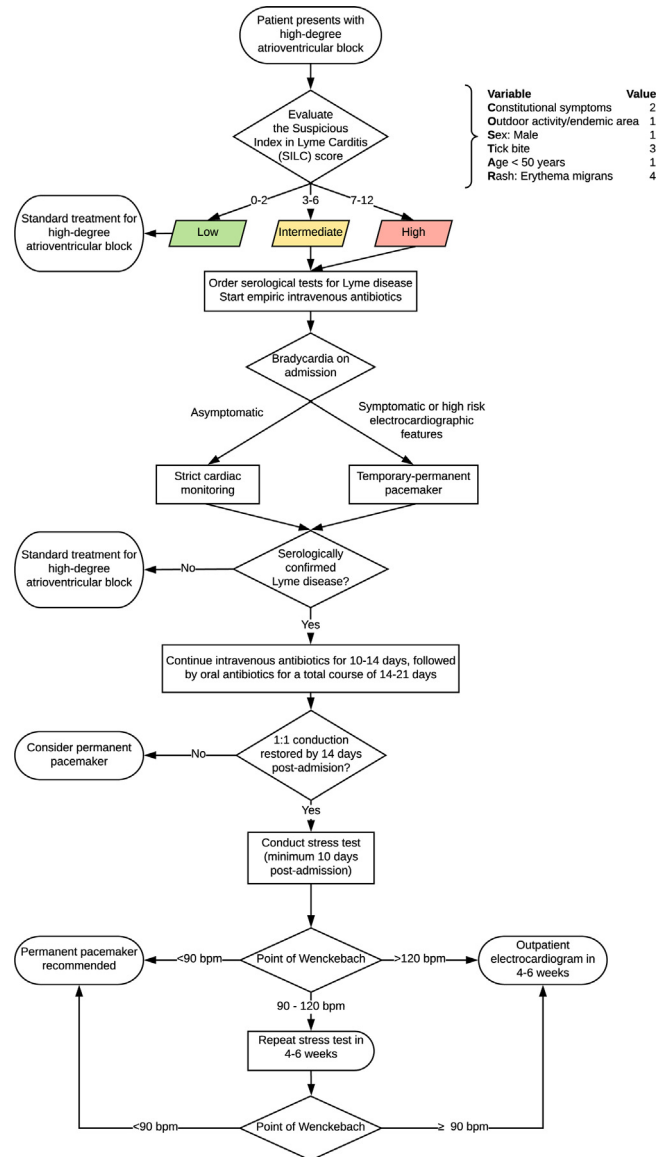 Patient presents with
high-degree
atrioventricular block
Evaluate
the Suspicious
Index in Lyme Carditis
(SILC) score
Variable Value
Constitutional symptoms 2
Outdoor activity/endemic area 1
Sex: Male 1
Tick bite 3
Age < 50 years 1
Rash: Erythema migrans 4
0-2 3-6 7-12
Standard treatment for
high-degree
atrioventricular block
Low
Intermediate
High
Order serological tests for Lyme disease
Start empiric intravenous antibiotics
Bradycardia on
admission
Asymptomatic
Symptomatic or high risk
electrocardiographic
features
Strict cardiac
monitoring
Temporary-permanent
pacemaker
Standard treatment for
high-degree
atrioventricular block
No
Serologically
confirmed
Lyme disease?
Yes
Continue intravenous antibiotics for 10-14 days, followed
by oral antibiotics for a total course of 14-21 days
Consider permanent
pacemaker
No
1:1 conduction
restored by 14 days
post-admision?
Yes
Conduct stress test
(minimum 10 days
post-admission)
Permanent pacemaker
recommended
<90 bpm
Point of Wenckebach
>120 bpm
Outpatient
electrocardiogram in
4-6 weeks
90 - 120 bpm
Repeat stress test in
4-6 weeks
<90 bpm
Point of Wenckebach
≥ 90 bpm